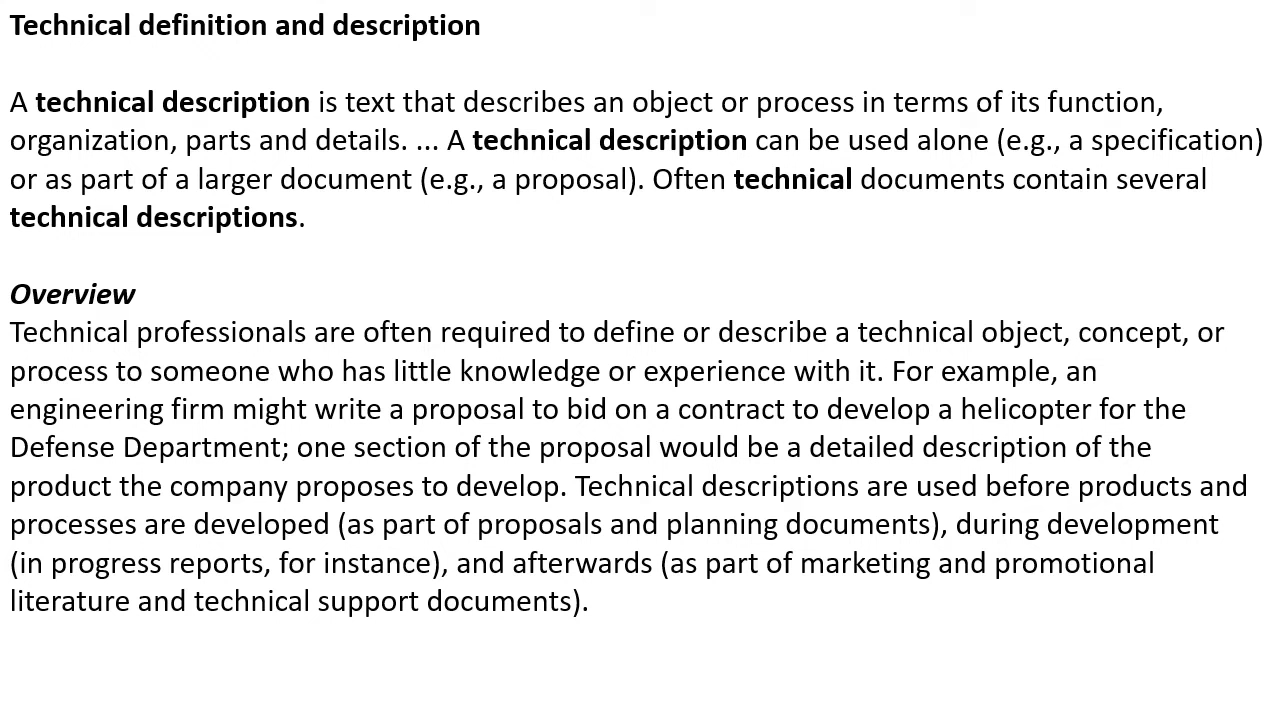 Technical definition and description
A technical description is text that describes an object or process in terms of its function,
organization, parts and details. ... A technical description can be used alone (e.g., a specification)
or as part of a larger document (e.g., a proposal). Often technical documents contain several
technical descriptions.
Overview
Technical professionals are often required to define or describe a technical object, concept, or
process to someone who has little knowledge or experience with it. For example, an
engineering firm might write a proposal to bid on a contract to develop a helicopter for the
Defense Department; one section of the proposal would be a detailed description of the
product the company proposes to develop. Technical descriptions are used before products and
processes are developed (as part of proposals and planning documents), during development
(in progress reports, for instance), and afterwards (as part of marketing and promotional
literature and technical support documents).